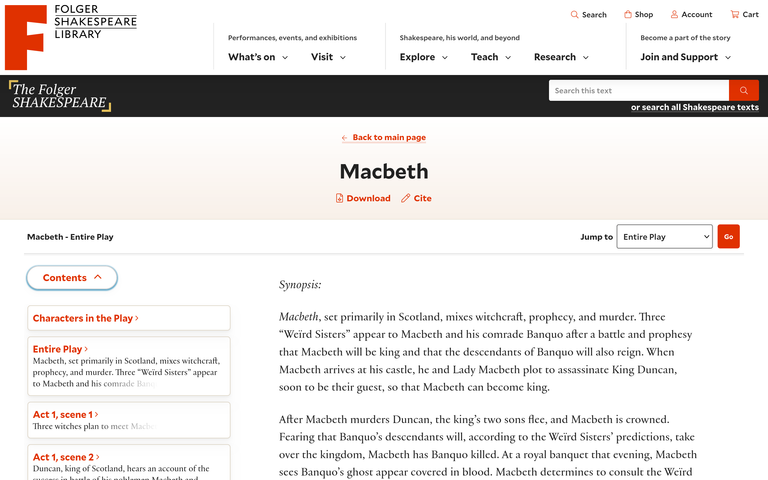 FOLGER
SHAKESPEARE
LIBRARY
Search
Shop
Account
Cart
Performances, events, and exhibitions
What's on
Visit
Shakespeare, his world, and beyond
Explore
Teach
Research
Become a part of the story
Join and Support
The Folger
SHAKESPEARE
Search this text
or search all Shakespeare texts
← Back to main page
Macbeth
Download
Cite
Macbeth - Entire Play
Jump to
Entire Play
Go
Contents
Characters in the Play ›
Entire Play ›
Macbeth, set primarily in Scotland, mixes witchcraft,
prophecy, and murder. Three “Weïrd Sisters” appear
to Macbeth and his comrade Banquo
Act 1, scene 1 ›
Three witches plan to meet Macbeth
Act 1, scene 2 ›
Duncan, king of Scotland, hears an account of the
success in battle of his noblemen Macbeth and
Synopsis:
Macbeth, set primarily in Scotland, mixes witchcraft, prophecy, and murder. Three
“Weïrd Sisters” appear to Macbeth and his comrade Banquo after a battle and prophesy
that Macbeth will be king and that the descendants of Banquo will also reign. When
Macbeth arrives at his castle, he and Lady Macbeth plot to assassinate King Duncan,
soon to be their guest, so that Macbeth can become king.
After Macbeth murders Duncan, the king’s two sons flee, and Macbeth is crowned.
Fearing that Banquo’s descendants will, according to the Weïrd Sisters’ predictions, take
over the kingdom, Macbeth has Banquo killed. At a royal banquet that evening, Macbeth
sees Banquo’s ghost appear covered in blood. Macbeth determines to consult the Weïrd